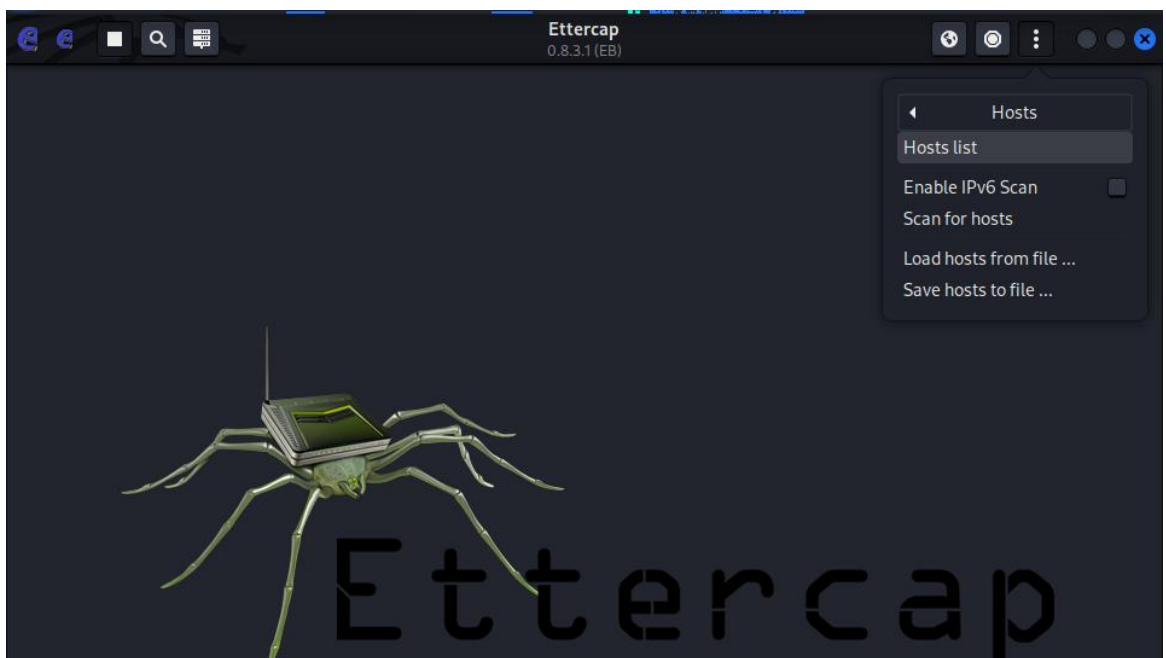 Ettercap
0.8.3.1 (EB)
Hosts
Hosts list
Enable IPv6 Scan
Scan for hosts
Load hosts from file ...
Save hosts to file ...
Ettercap